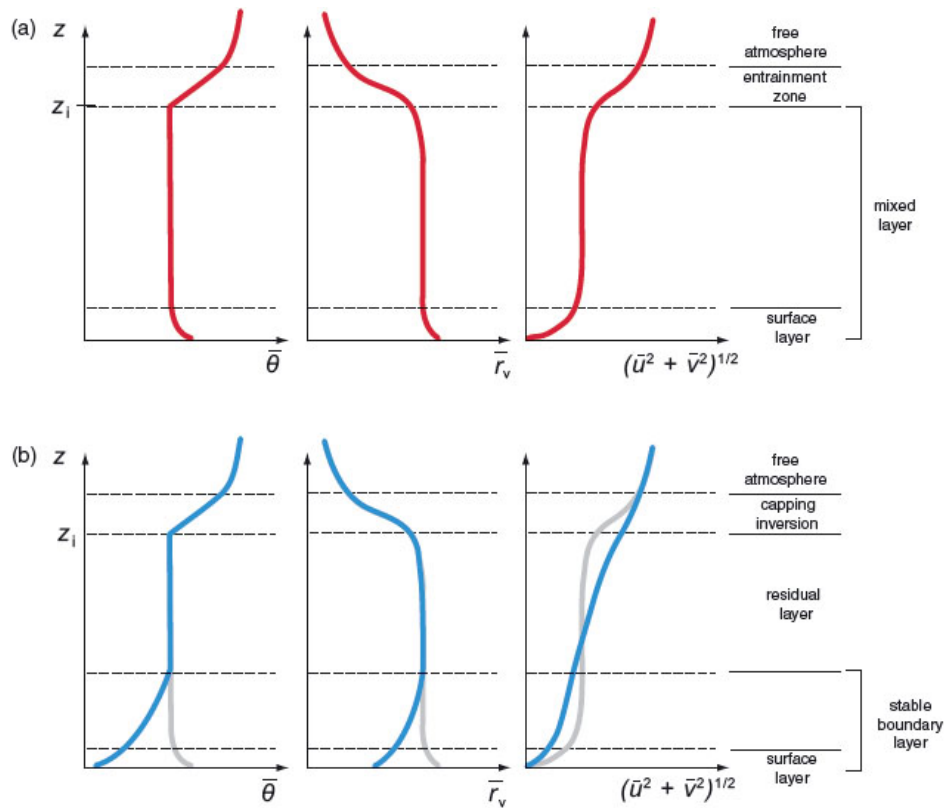 (a)
z
z_i
θ̄
r̄_v
(ū² + v̄²)^1/2
free
atmosphere
entrainment
zone
mixed
layer
surface
layer
(b)
z
z_i
θ̄
r̄_v
(ū² + v̄²)^1/2
free
atmosphere
capping
inversion
residual
layer
stable
boundary
layer
surface
layer